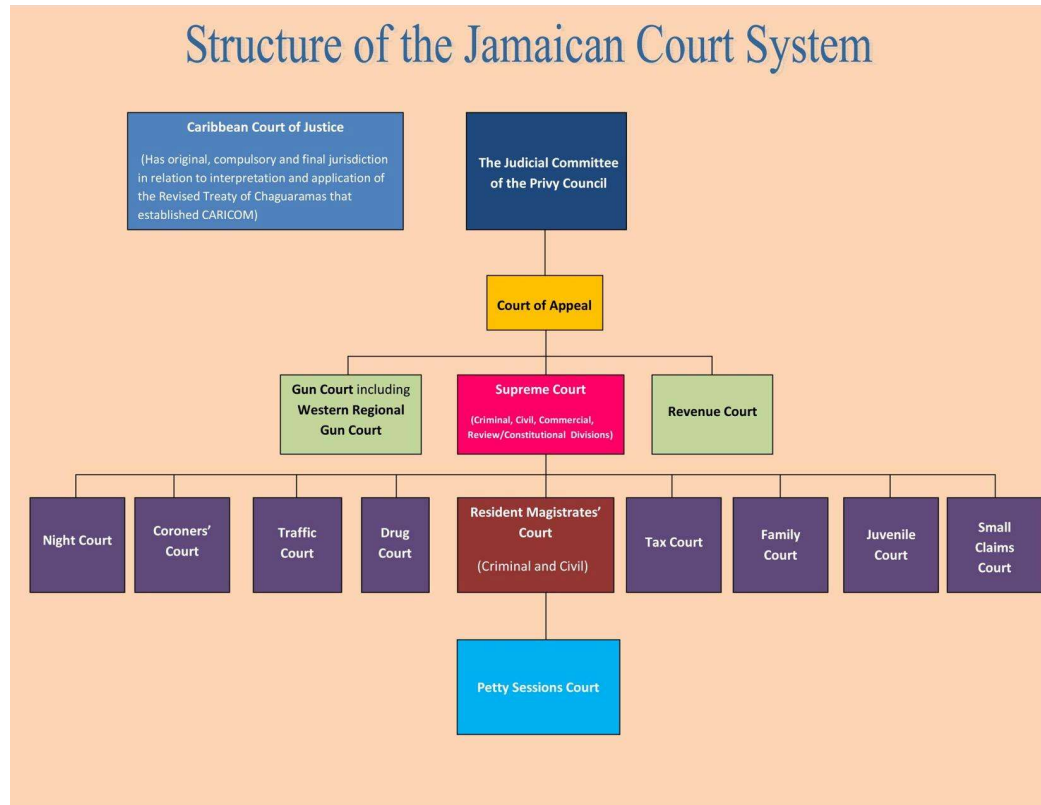 Structure of the Jamaican Court System
Caribbean Court of Justice
(Has original, compulsory and final jurisdiction
in relation to interpretation and application of
the Revised Treaty of Chaguaramas that
established CARICOM)
The Judicial Committee
of the Privy Council
Court of Appeal
Gun Court including
Western Regional
Gun Court
Supreme Court
(Criminal, Civil, Commercial,
Review/Constitutional Divisions)
Revenue Court
Night Court
Coroners’
Court
Traffic
Court
Drug
Court
Resident Magistrates’
Court
(Criminal and Civil)
Tax Court
Family
Court
Juvenile
Court
Small
Claims
Court
Petty Sessions Court